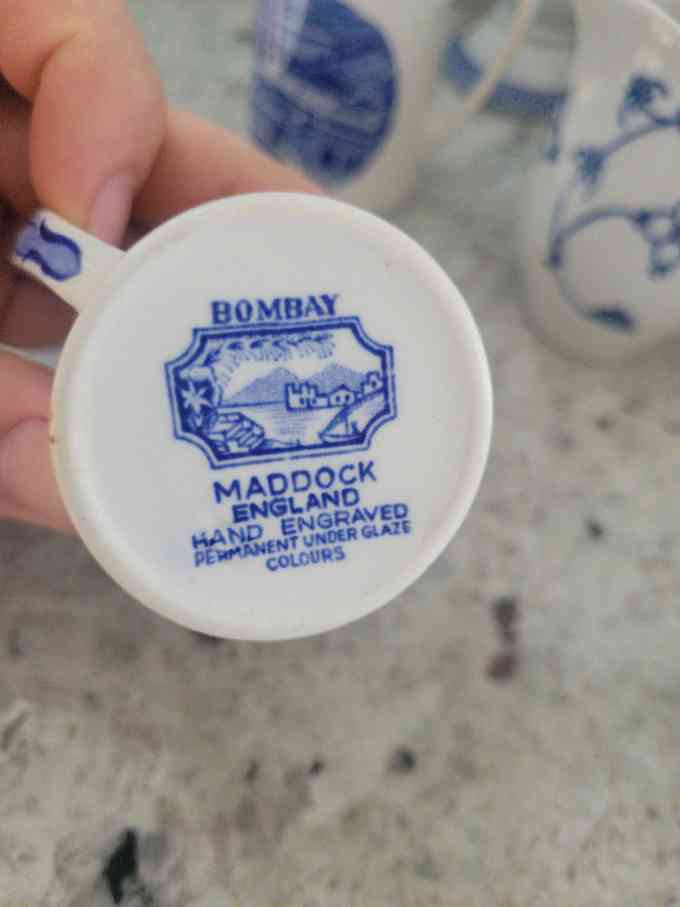 BOMBAY
MADDOCK
ENGLAND
HAND ENGRAVED
PERMANENT UNDER GLAZE
COLOURS